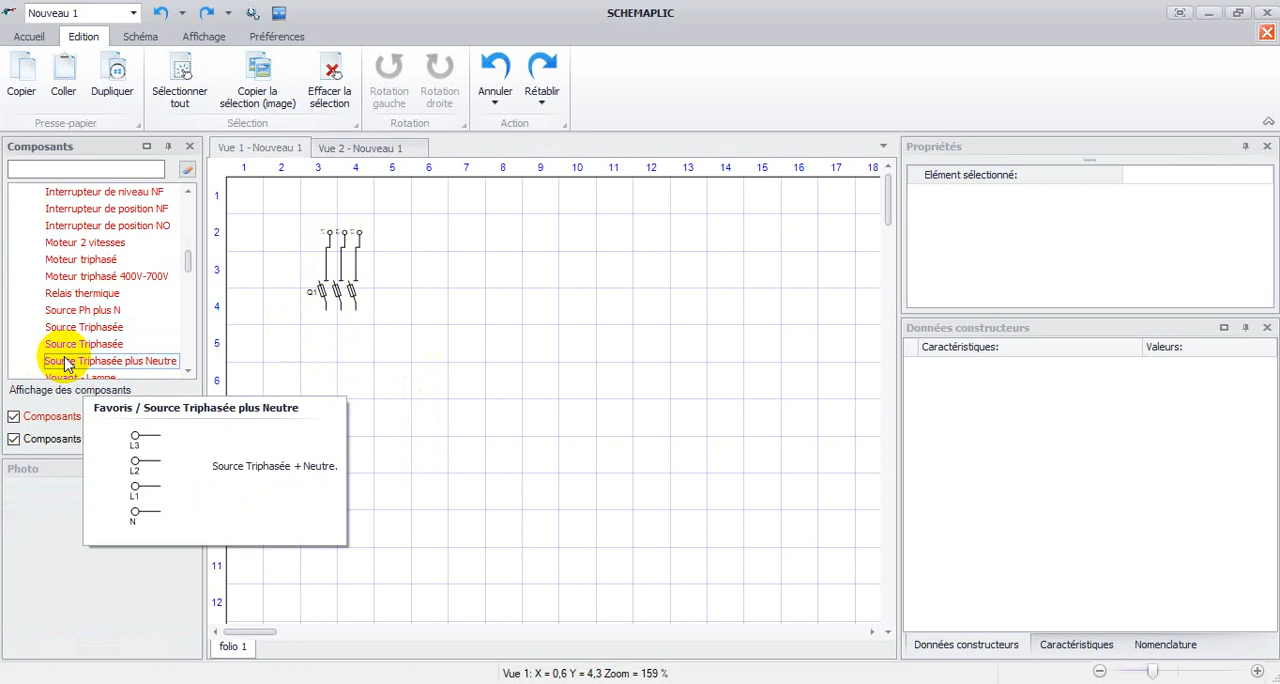 Nouveau 1
SCHEMAPLIC
Accueil
Edition
Schéma
Affichage
Préférences
Copier
Coller
Dupliquer
Sélectionner
tout
Copier la
sélection (image)
Effacer la
sélection
Rotation
gauche
Rotation
droite
Annuler
Rétablir
Presse-papier
Sélection
Rotation
Action
Composants
Vue 1 - Nouveau 1
Vue 2 - Nouveau 1
Propriétés
Elément sélectionné:
Interrupteur de niveau NF
Interrupteur de position NF
Interrupteur de position NO
Moteur 2 vitesses
Moteur triphasé
Moteur triphasé 400V-700V
Relais thermique
Source Ph plus N
Source Triphasée
Source Triphasée
Source Triphasée plus Neutre
Voyant - Lampe
Affichage des composants
Composants
Composants
Photo
Favoris / Source Triphasée plus Neutre
L3
L2
L1
N
Source Triphasée + Neutre.
1 2 3 4 5 6 7 8 9 10 11 12 13 14 15 16 17 18
1
2
3
4
5
6
11
12
Q1
folio 1
Données constructeurs
Caractéristiques:
Valeurs:
Données constructeurs
Caractéristiques
Nomenclature
Vue 1: X = 0,6 Y = 4,3 Zoom = 159 %